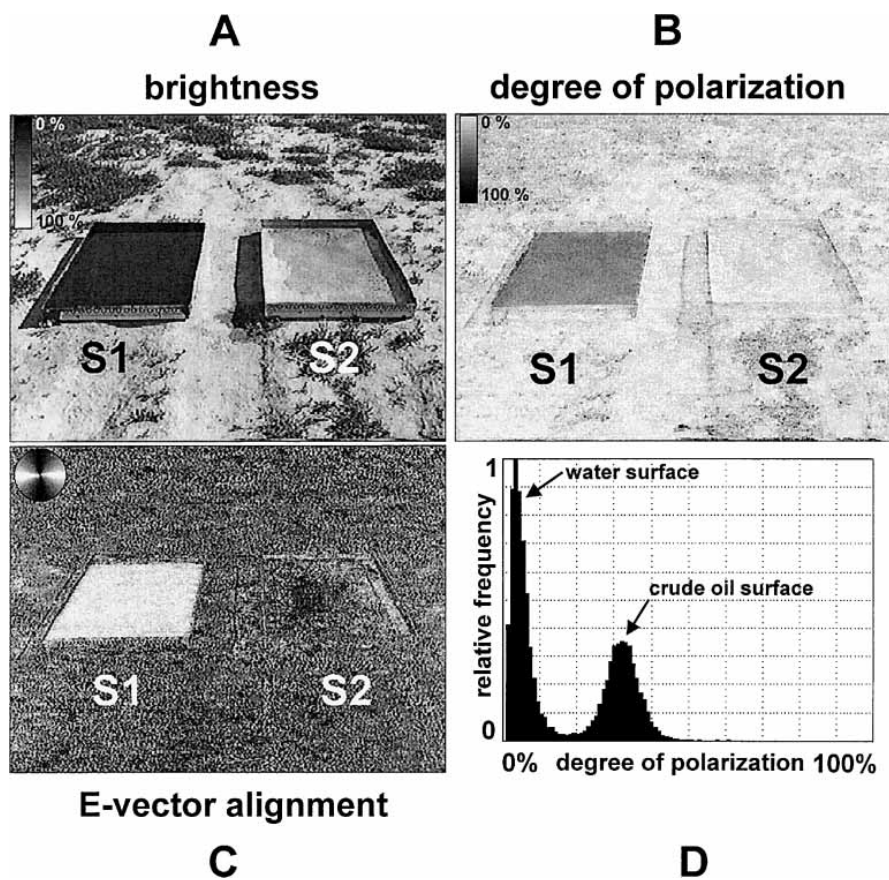 A
brightness
0 %
100 %
S1
S2
B
degree of polarization
0 %
100 %
S1
S2
S1
S2
E-vector alignment
C
1
relative frequency
0
water surface
crude oil surface
0% degree of polarization 100%
D